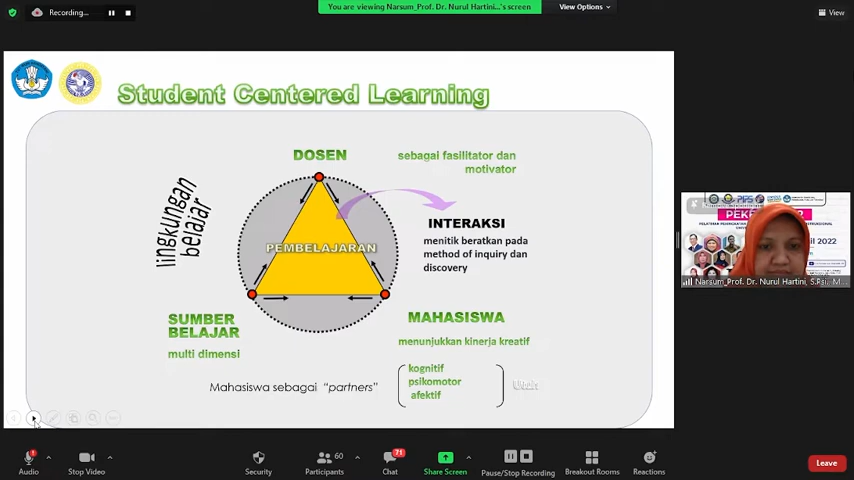 Recording...
You are viewing Narsum_Prof. Dr. Nurul Hartini...'s screen
View Options
View
Student Centered Learning
DOSEN
sebagai fasilitator dan
motivator
lingkungan
belajar
INTERAKSI
menitik beratkan pada
method of inquiry dan
discovery
PEMBELAJARAN
SUMBER
BELAJAR
multi dimensi
MAHASISWA
menunjukkan kinerja kreatif
kognitif
psikomotor
afektif
Mahasiswa sebagai "partners"
2022
Narsum_Prof. Dr. Nurul Hartini, S.Psi., M...
Audio
Stop Video
Security
60
Participants
71
Chat
Share Screen
Pause/Stop Recording
Breakout Rooms
Reactions
Leave